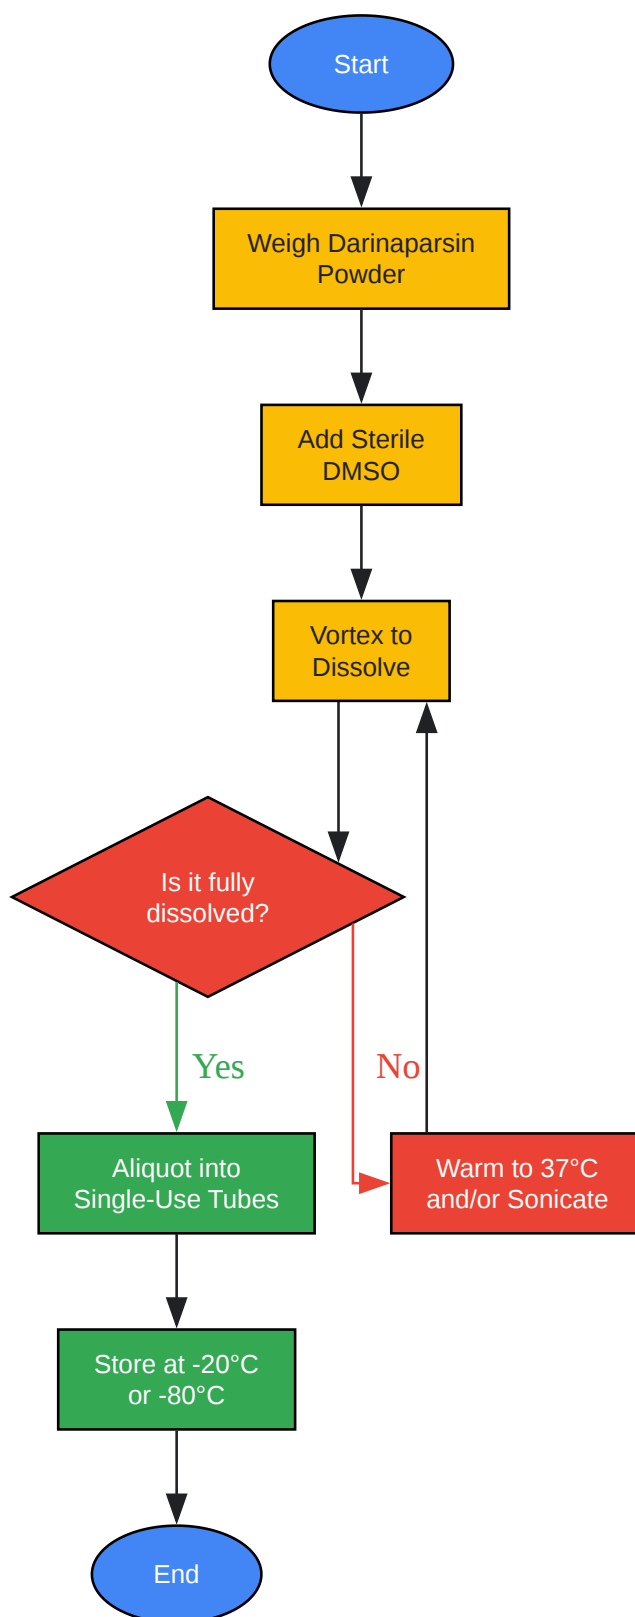 Start
Weigh Darinaparsin
Powder
Add Sterile
DMSO
Vortex to
Dissolve
Is it fully
dissolved?
Yes
No
Aliquot into
Single-Use Tubes
Warm to 37°C
and/or Sonicate
Store at -20°C
or -80°C
End